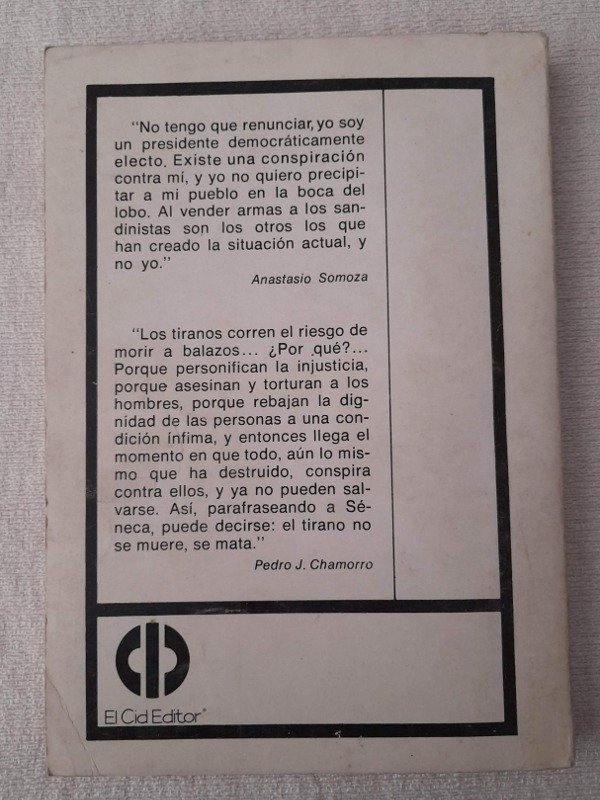 "No tengo que renunciar, yo soy
un presidente democráticamente
electo. Existe una conspiración
contra mí, y yo no quiero precipi-
tar a mi pueblo en la boca del
lobo. Al vender armas a los san-
dinistas son los otros los que
han creado la situación actual, y
no yo."
Anastasio Somoza
"Los tiranos corren el riesgo de
morir a balazos... ¿Por qué?...
Porque personifican la injusticia,
porque asesinan y torturan a los
hombres, porque rebajan la dig-
nidad de las personas a una con-
dición ínfima, y entonces llega el
momento en que todo, aún lo mis-
mo que ha destruido, conspira
contra ellos, y ya no pueden sal-
varse. Así, parafraseando a Sé-
neca, puede decirse: el tirano no
se muere, se mata."
Pedro J. Chamorro
El Cid Editor